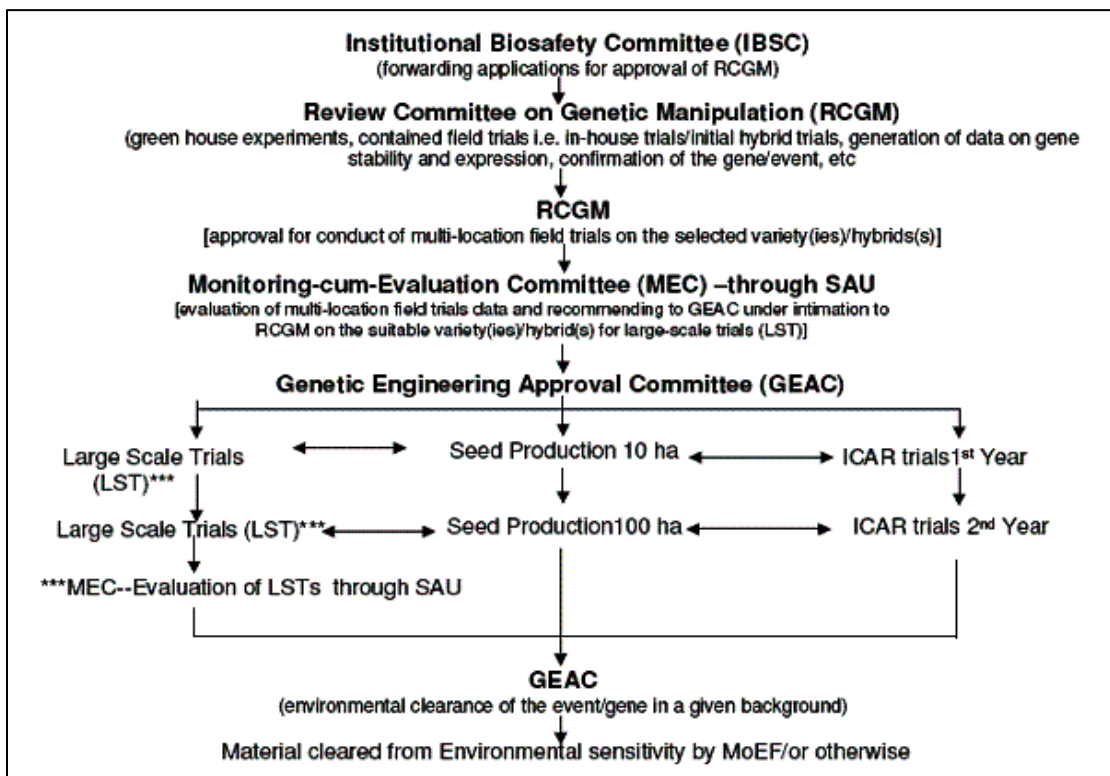 Institutional Biosafety Committee (IBSC)
(forwarding applications for approval of RCGM)
Review Committee on Genetic Manipulation (RCGM)
(green house experiments, contained field trials i.e. in-house trials/initial hybrid trials, generation of data on gene
stability and expression, confirmation of the gene/event, etc
RCGM
[approval for conduct of multi-location field trials on the selected variety(ies)/hybrids(s)]
Monitoring-cum-Evaluation Committee (MEC) –through SAU
[evaluation of multi-location field trials data and recommending to GEAC under intimation to
RCGM on the suitable variety(ies)/hybrid(s) for large-scale trials (LST)]
Genetic Engineering Approval Committee (GEAC)
Large Scale Trials
(LST)***
Seed Production 10 ha
ICAR trials1st Year
Large Scale Trials (LST)***
Seed Production100 ha
ICAR trials 2nd Year
***MEC--Evaluation of LSTs through SAU
GEAC
(environmental clearance of the event/gene in a given background)
Material cleared from Environmental sensitivity by MoEF/or otherwise